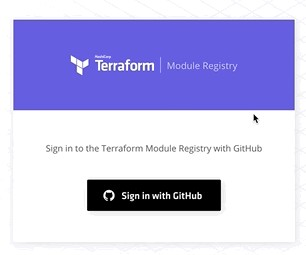 HashiCorp
Terraform | Module Registry
Sign in to the Terraform Module Registry with GitHub
Sign in with GitHub